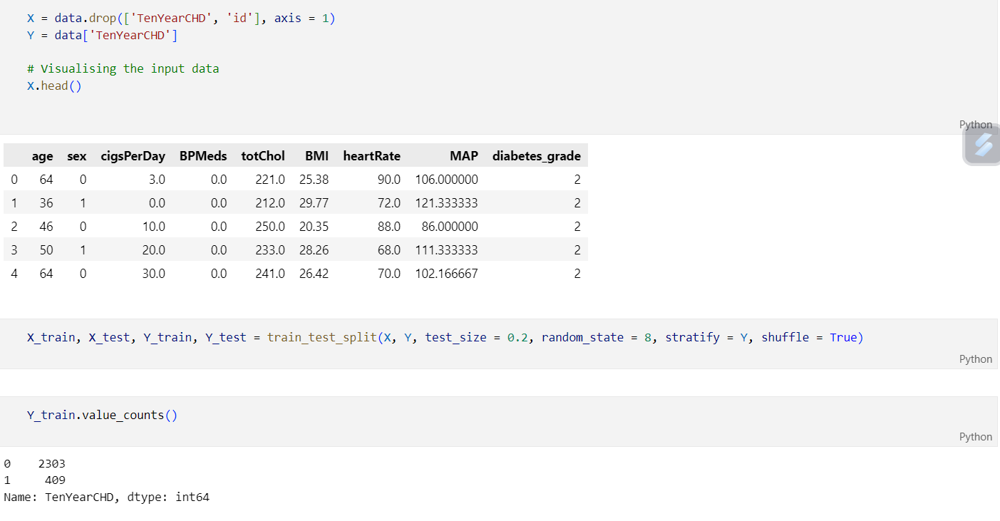 X = data.drop(['TenYearCHD', 'id'], axis = 1)
Y = data['TenYearCHD']
# Visualising the input data
X.head()
Python
age sex cigsPerDay BPMeds totChol BMI heartRate MAP diabetes_grade
0 64 0 3.0 0.0 221.0 25.38 90.0 106.000000 2
1 36 1 0.0 0.0 212.0 29.77 72.0 121.333333 2
2 46 0 10.0 0.0 250.0 20.35 88.0 86.000000 2
3 50 1 20.0 0.0 233.0 28.26 68.0 111.333333 2
4 64 0 30.0 0.0 241.0 26.42 70.0 102.166667 2
X_train, X_test, Y_train, Y_test = train_test_split(X, Y, test_size = 0.2, random_state = 8, stratify = Y, shuffle = True)
Python
Y_train.value_counts()
Python
0 2303
1 409
Name: TenYearCHD, dtype: int64